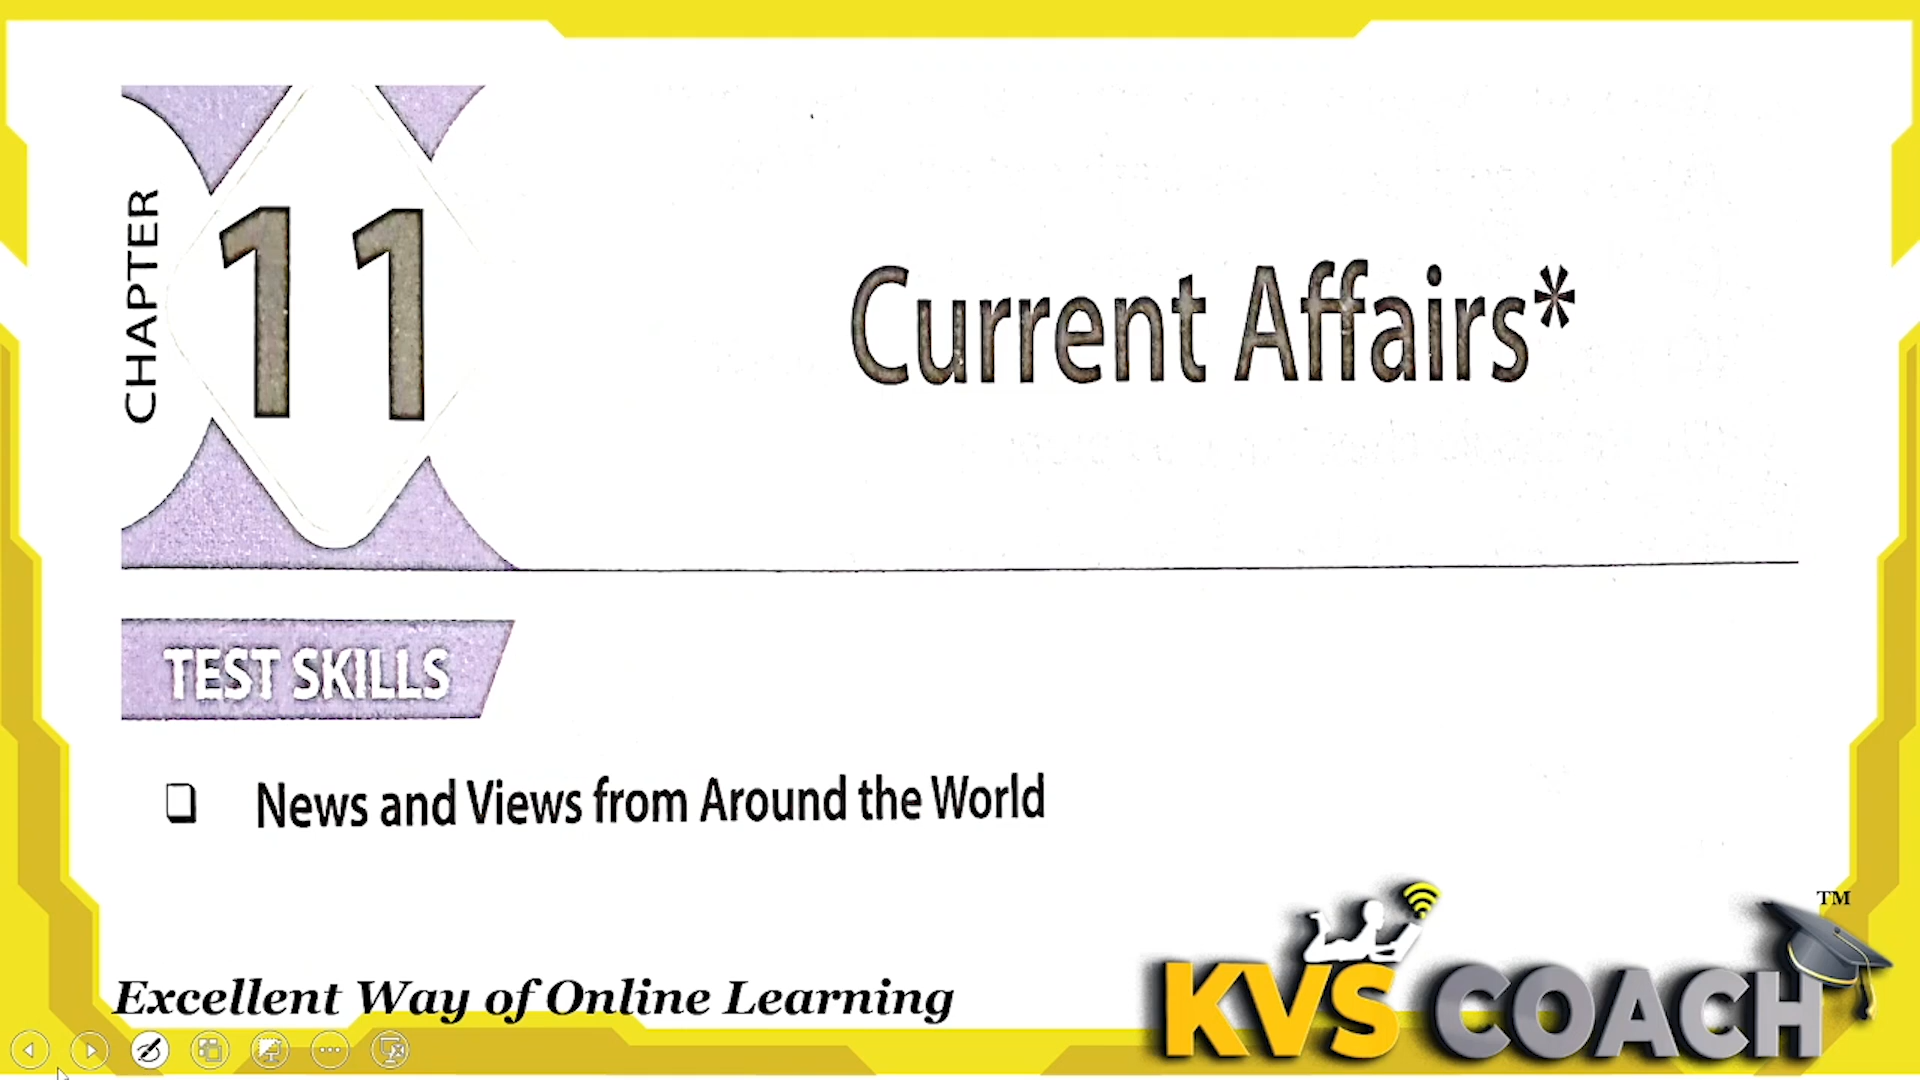 CHAPTER
11
Current Affairs*
TEST SKILLS
❑ News and Views from Around the World
Excellent Way of Online Learning
KVS COACH
TM